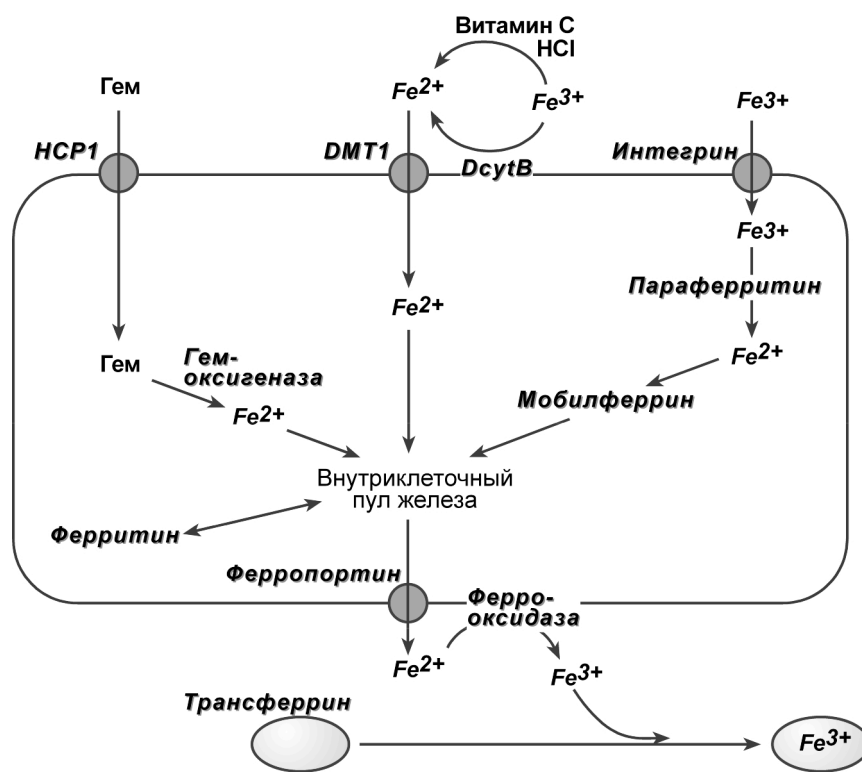 Витамин С
HCl
Гем
Fe2+
Fe3+
Fe3+
HCP1
DMT1
DcytB
Интегрин
Fe3+
Fe2+
Параферритин
Гем
Гем-
оксигеназа
Fe2+
Fe2+
Мобилферрин
Внутриклеточный
пул железа
Ферритин
Ферропортин
Ферро-
оксидаза
Fe2+
Fe3+
Трансферрин
Fe3+